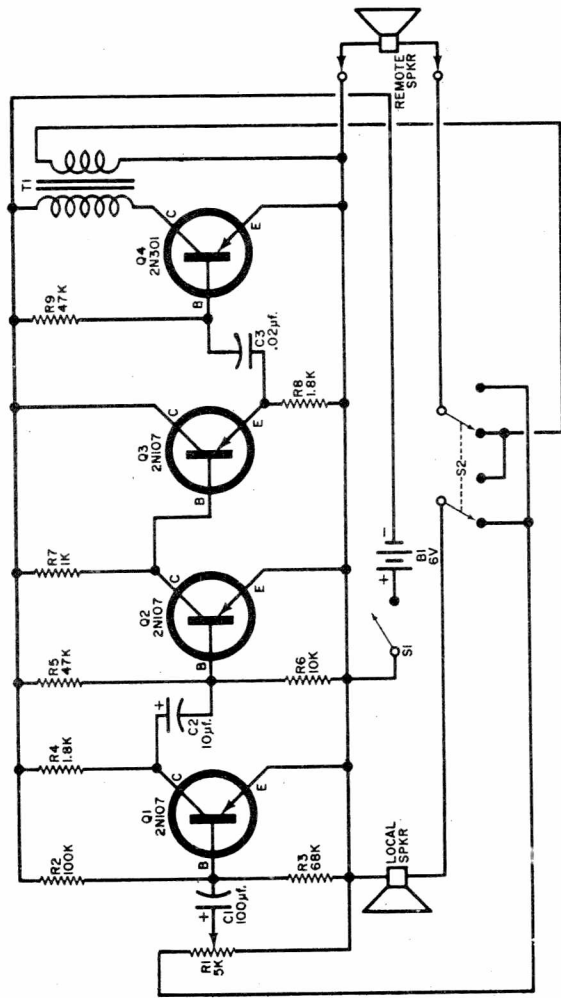 T1
R9
47K
R7
1K
R5
47K
R4
1.8K
R2
100K
C
Q4
2N301
B
E
C3
.02µf.
C
Q3
2N107
B
E
R8
1.8K
C
Q2
2N107
B
E
+
C2
10µf.
R6
10K
C
Q1
2N107
B
E
R3
68K
+
C1
100µf.
R1
5K
REMOTE
SPKR
-
+
B1
6V
S1
S2
LOCAL
SPKR